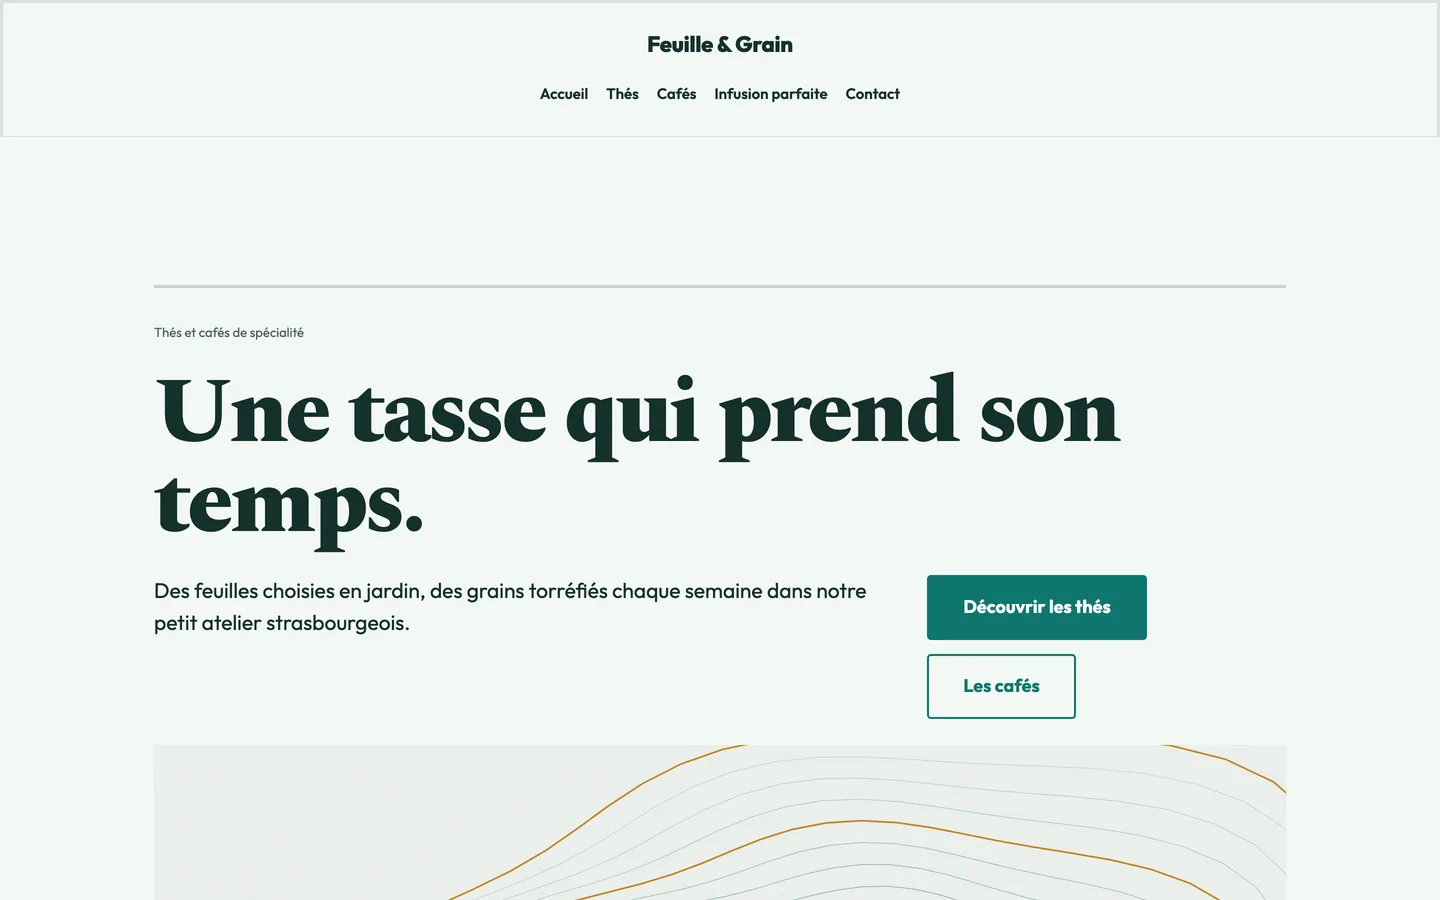 Feuille & Grain
Accueil Thés Cafés Infusion parfaite Contact
Thés et cafés de spécialité
Une tasse qui prend son
temps.
Des feuilles choisies en jardin, des grains torréfiés chaque semaine dans notre
petit atelier strasbourgeois.
Découvrir les thés
Les cafés